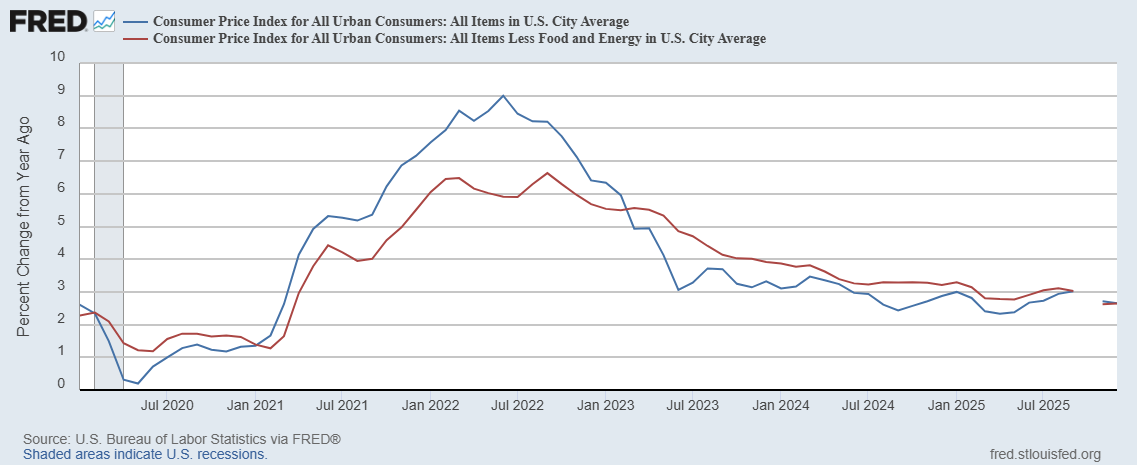 FRED
Consumer Price Index for All Urban Consumers: All Items in U.S. City Average
Consumer Price Index for All Urban Consumers: All Items Less Food and Energy in U.S. City Average
Percent Change from Year Ago
10
9
8
7
6
5
4
3
2
1
0
Jul 2020 Jan 2021 Jul 2021 Jan 2022 Jul 2022 Jan 2023 Jul 2023 Jan 2024 Jul 2024 Jan 2025 Jul 2025
Source: U.S. Bureau of Labor Statistics via FRED®
Shaded areas indicate U.S. recessions.
fred.stlouisfed.org